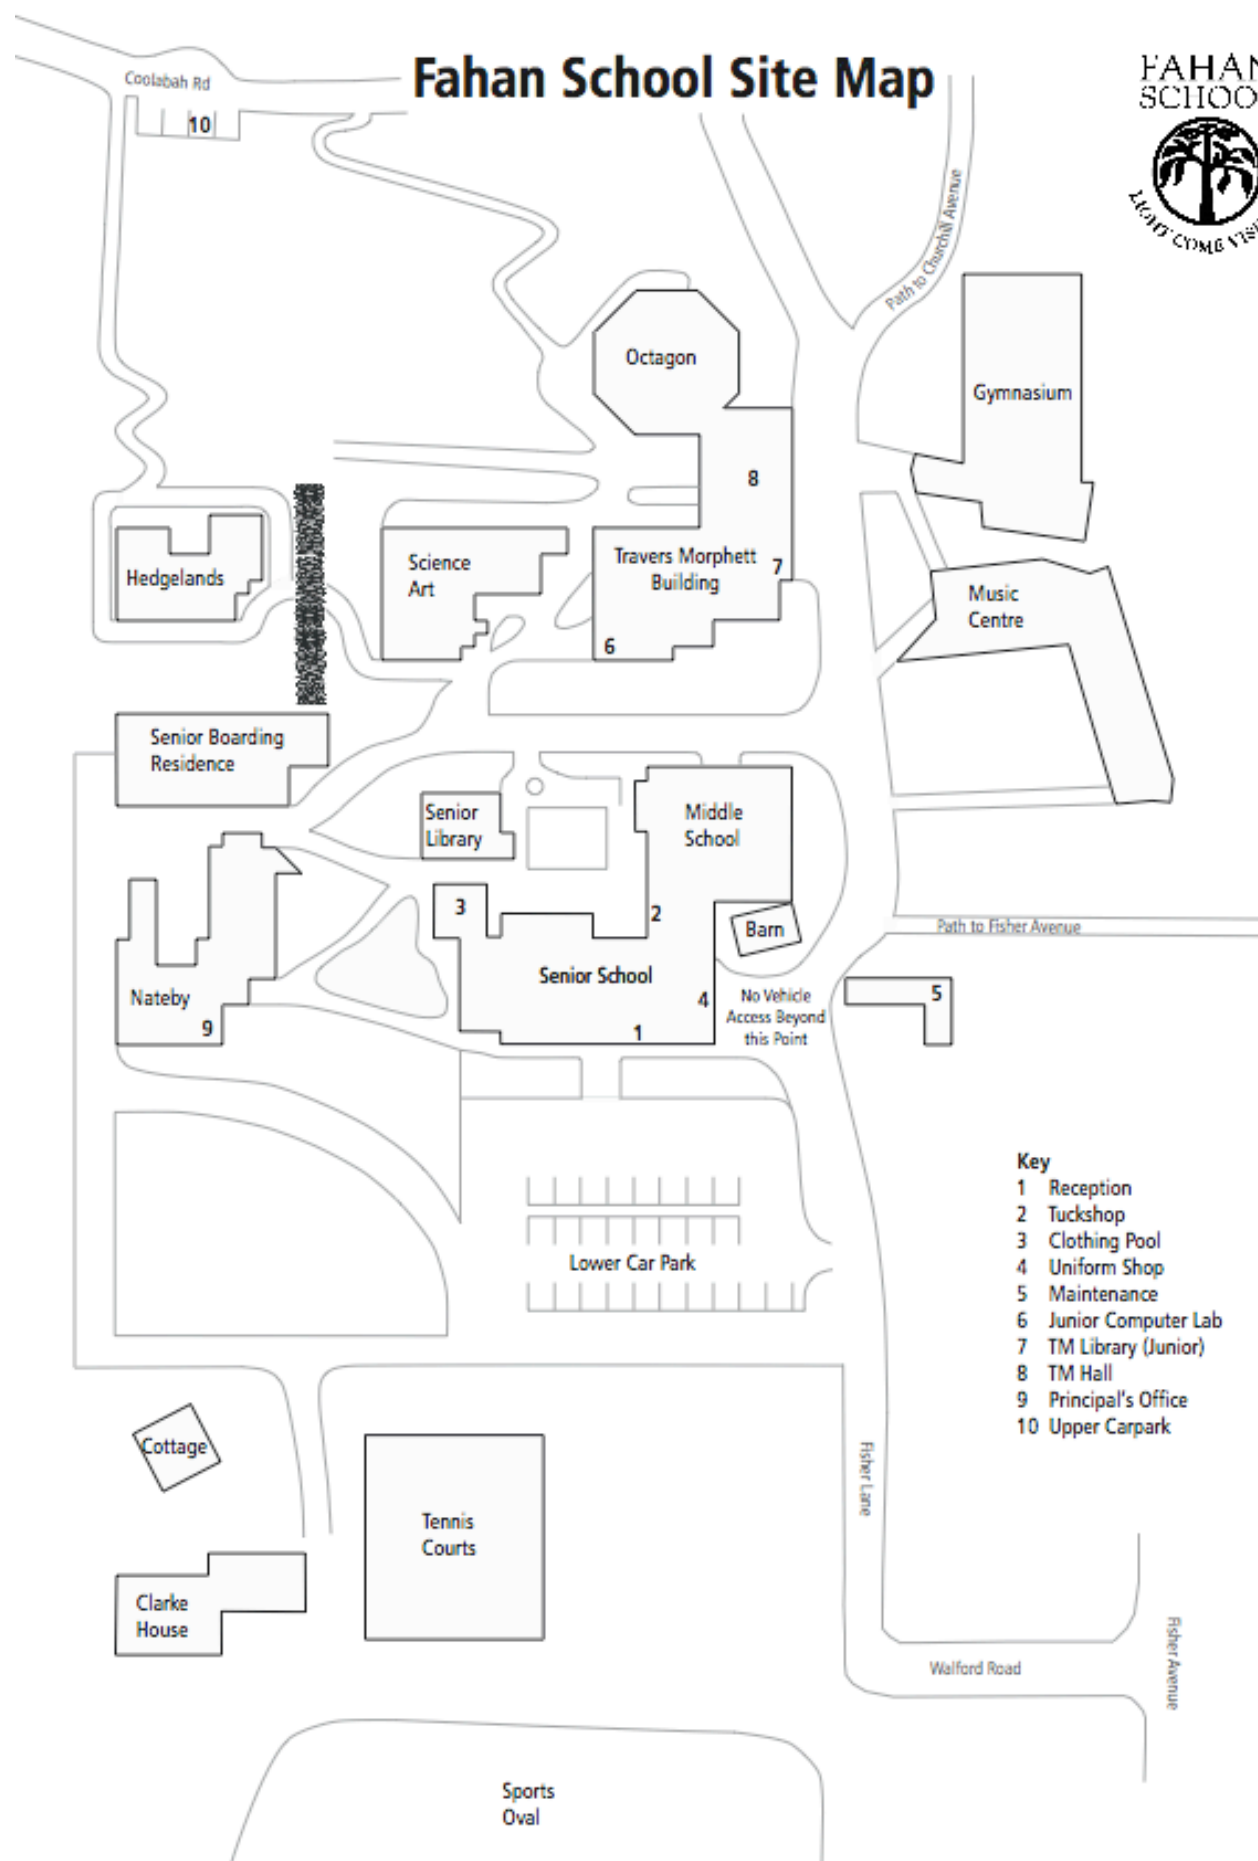 Fahan School Site Map
FAHAN
SCHOO
LIGHT COME VISI
Coolabah Rd
10
Path to Churchill Avenue
Octagon
Gymnasium
8
Hedgelands
Science
Art
Travers Morphett
Building
7
6
Music
Centre
Senior Boarding
Residence
Senior
Library
Middle
School
3
2
Barn
Path to Fisher Avenue
Senior School
Nateby
9
4
1
No Vehicle
Access Beyond
this Point
5
Lower Car Park
Key
1 Reception
2 Tuckshop
3 Clothing Pool
4 Uniform Shop
5 Maintenance
6 Junior Computer Lab
7 TM Library (Junior)
8 TM Hall
9 Principal's Office
10 Upper Carpark
Cottage
Fisher Lane
Tennis
Courts
Clarke
House
Walford Road
Fisher Avenue
Sports
Oval